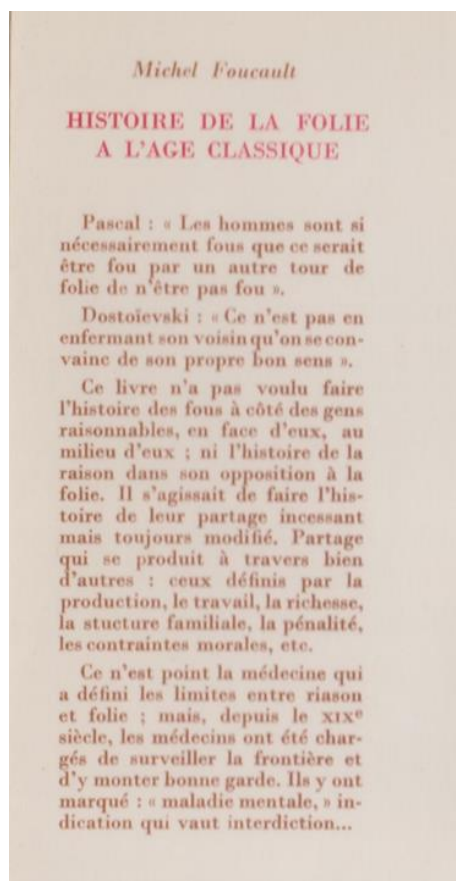 Michel Foucault
HISTOIRE DE LA FOLIE
A L'AGE CLASSIQUE
Pascal : « Les hommes sont si
nécessairement fous que ce serait
être fou par un autre tour de
folie de n'être pas fou ».
Dostoïevski : « Ce n'est pas en
enfermant son voisin qu'on se con-
vainc de son propre bon sens ».
Ce livre n'a pas voulu faire
l'histoire des fous à côté des gens
raisonnables, en face d'eux, au
milieu d'eux ; ni l'histoire de la
raison dans son opposition à la
folie. Il s'agissait de faire l'his-
toire de leur partage incessant
mais toujours modifié. Partage
qui se produit à travers bien
d'autres : ceux définis par la
production, le travail, la richesse,
la stucture familiale, la pénalité,
les contraintes morales, etc.
Ce n'est point la médecine qui
a défini les limites entre riason
et folie ; mais, depuis le XIXe
siècle, les médecins ont été char-
gés de surveiller la frontière et
d'y monter bonne garde. Ils y ont
marqué : « maladie mentale, » in-
dication qui vaut interdiction...